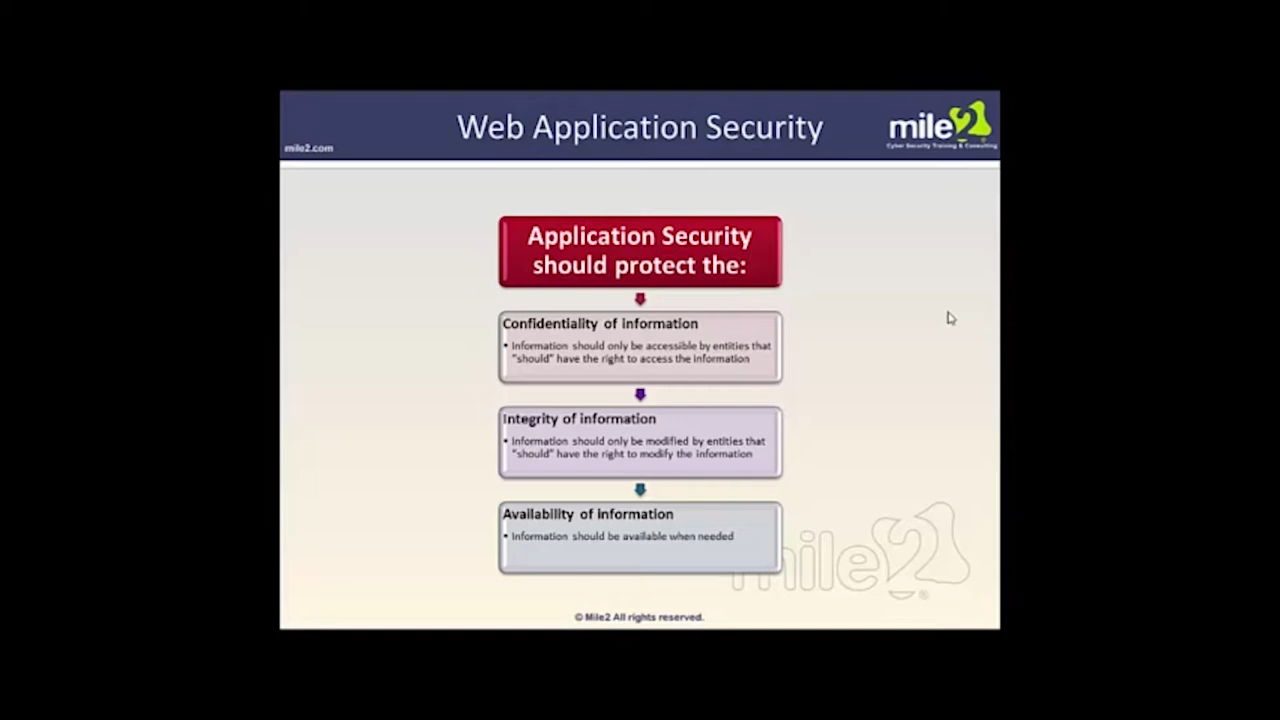 Web Application Security
mile2
Cyber Security Training & Consulting
mile2.com
Application Security
should protect the:
Confidentiality of information
• Information should only be accessible by entities that
"should" have the right to access the information
Integrity of information
• Information should only be modified by entities that
"should" have the right to modify the information
Availability of information
• Information should be available when needed
mile2®
© Mile2 All rights reserved.